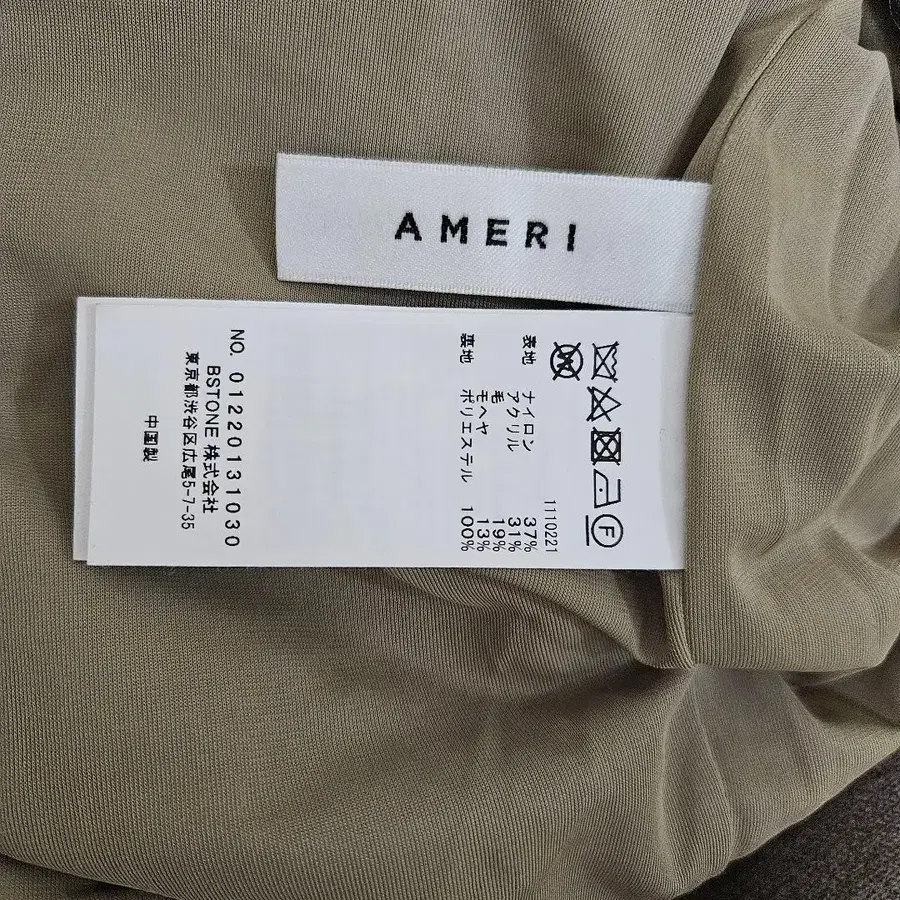 AMERI
F
W
1110221
表地 ナイロン 37%
アクリル 31%
毛 19%
モヘヤ 13%
裏地 ポリエステル 100%
NO. 01220131030
BSTONE 株式会社
東京都渋谷区広尾5-7-35
中国製